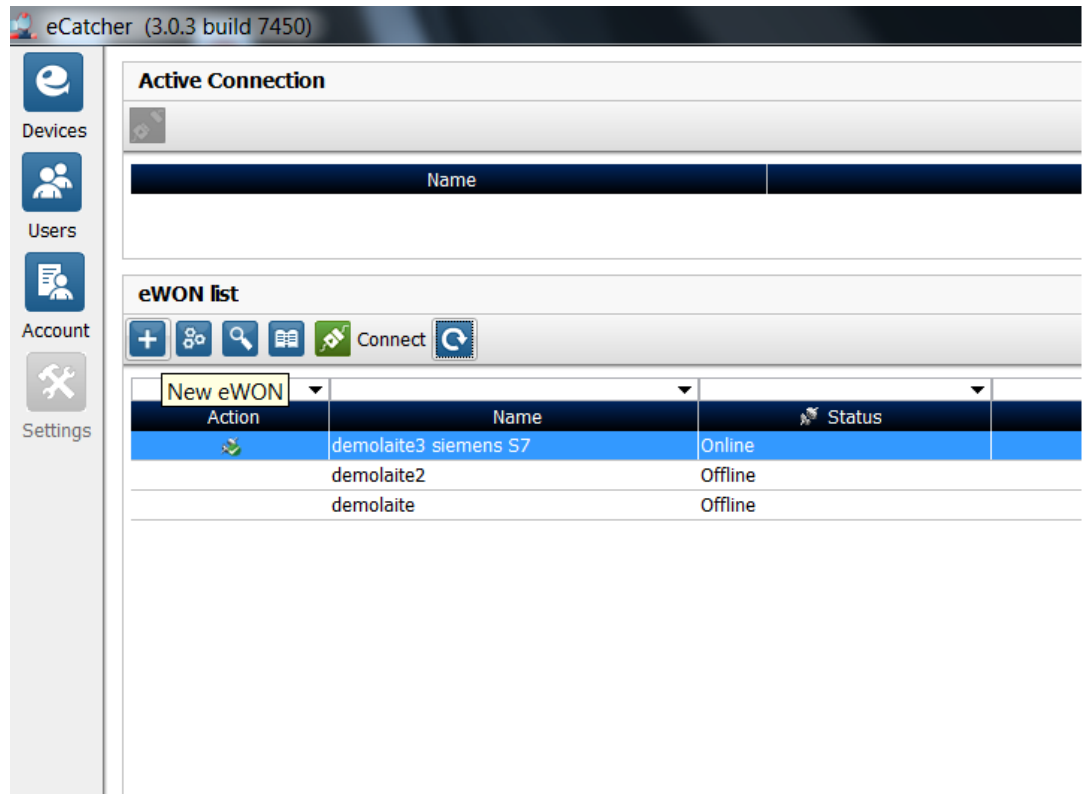 eCatcher (3.0.3 build 7450)
Devices
Users
Account
Settings
Active Connection
Name
eWON list
Connect
New eWON
Action Name Status
demolaite3 siemens S7 Online
demolaite2 Offline
demolaite Offline